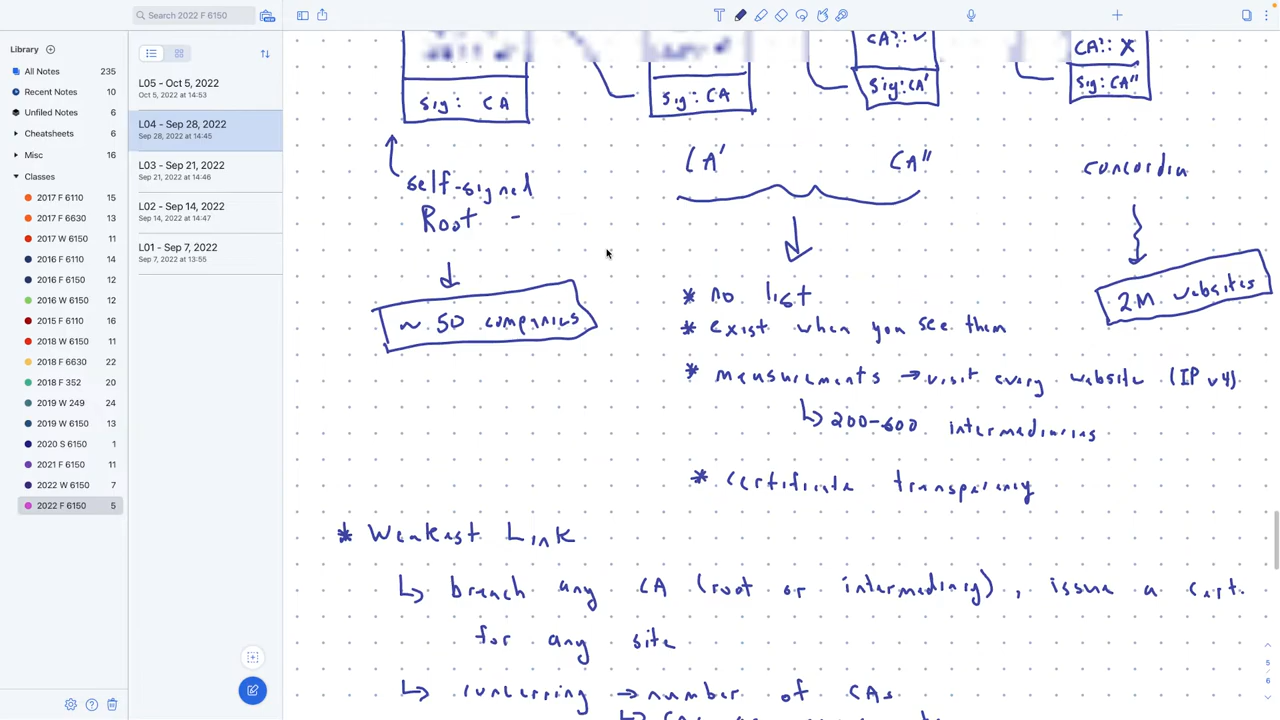 Search 2022 F 6150
Library
All Notes 235
Recent Notes 10
Unfiled Notes 6
Cheatsheets 6
Misc 16
Classes
2017 F 6110 15
2017 F 6630 13
2017 W 6150 11
2016 F 6110 14
2016 F 6150 12
2016 W 6150 12
2015 F 6110 16
2018 W 6150 11
2018 F 6630 22
2018 F 352 20
2019 W 249 24
2019 W 6150 13
2020 S 6150 1
2021 F 6150 11
2022 W 6150 7
2022 F 6150 5
L05 - Oct 5, 2022
Oct 5, 2022 at 14:53
L04 - Sep 28, 2022
Sep 28, 2022 at 14:45
L03 - Sep 21, 2022
Sep 21, 2022 at 14:46
L02 - Sep 14, 2022
Sep 14, 2022 at 14:47
L01 - Sep 7, 2022
Sep 7, 2022 at 13:55
CA?: ✓
CA?: X
sig: CA
sig: CA
sig: CA'
sig: CA"
CA'
CA"
concordia
self-signed
Root -
~ 50 companies
2M websites
* no list
* exist when you see them
* measurements → visit every website (IPv4)
↳ 200-600 intermediaries
* certificate transparency
* Weakest Link
↳ breach any CA (root or intermediary), issue a cert.
for any site
↳ concerning → number of CAs
5
6